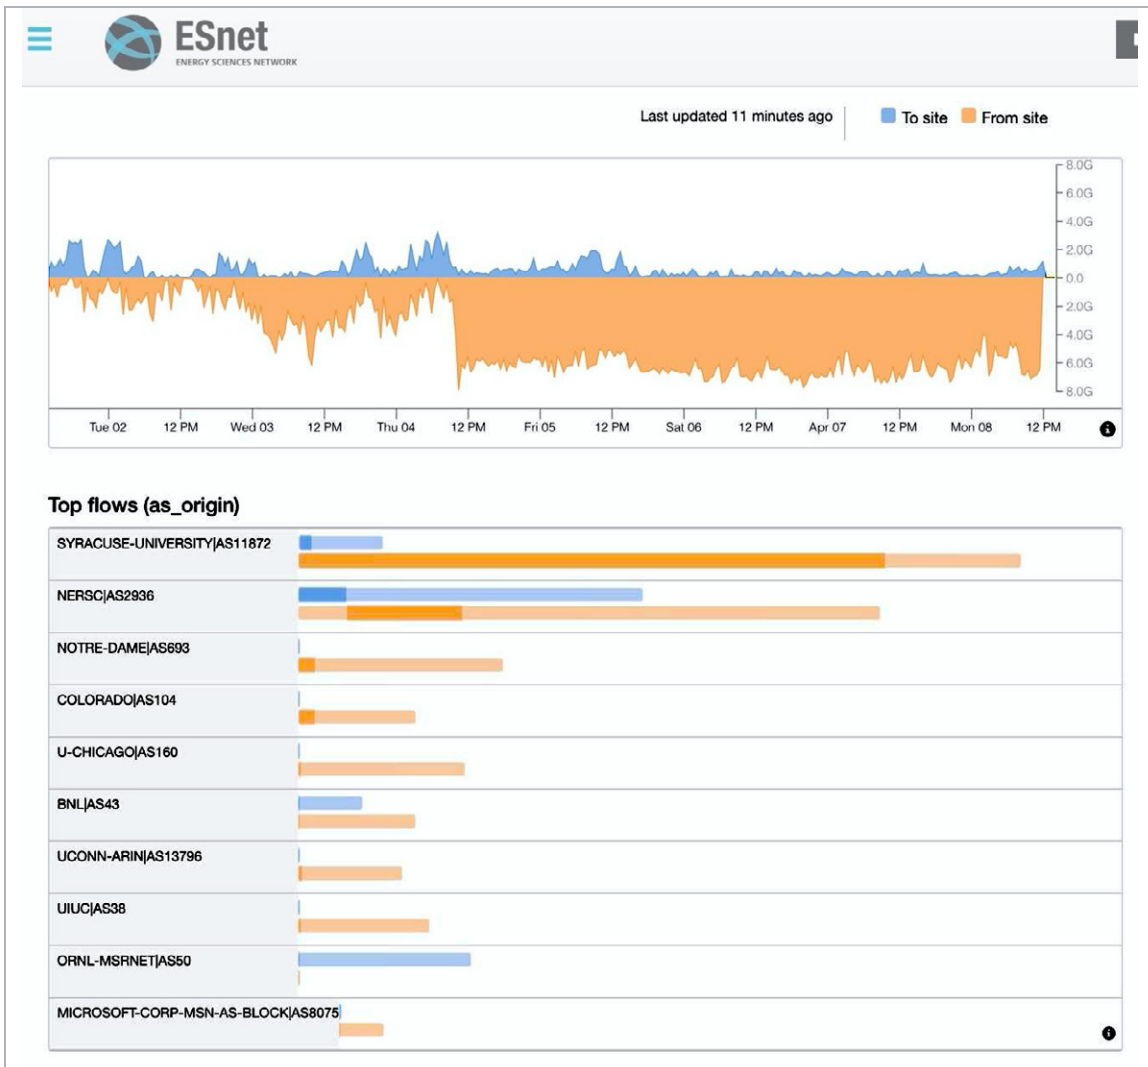 ESnet
ENERGY SCIENCES NETWORK
Last updated 11 minutes ago
To site
From site
8.0G
6.0G
4.0G
2.0G
0.0
2.0G
4.0G
6.0G
8.0G
Tue 02 12 PM Wed 03 12 PM Thu 04 12 PM Fri 05 12 PM Sat 06 12 PM Apr 07 12 PM Mon 08 12 PM
Top flows (as_origin)
SYRACUSE-UNIVERSITY|AS11872
NERSC|AS2936
NOTRE-DAME|AS693
COLORADO|AS104
U-CHICAGO|AS160
BNL|AS43
UCONN-ARIN|AS13796
UIUC|AS38
ORNL-MSRNET|AS50
MICROSOFT-CORP-MSN-AS-BLOCK|AS8075